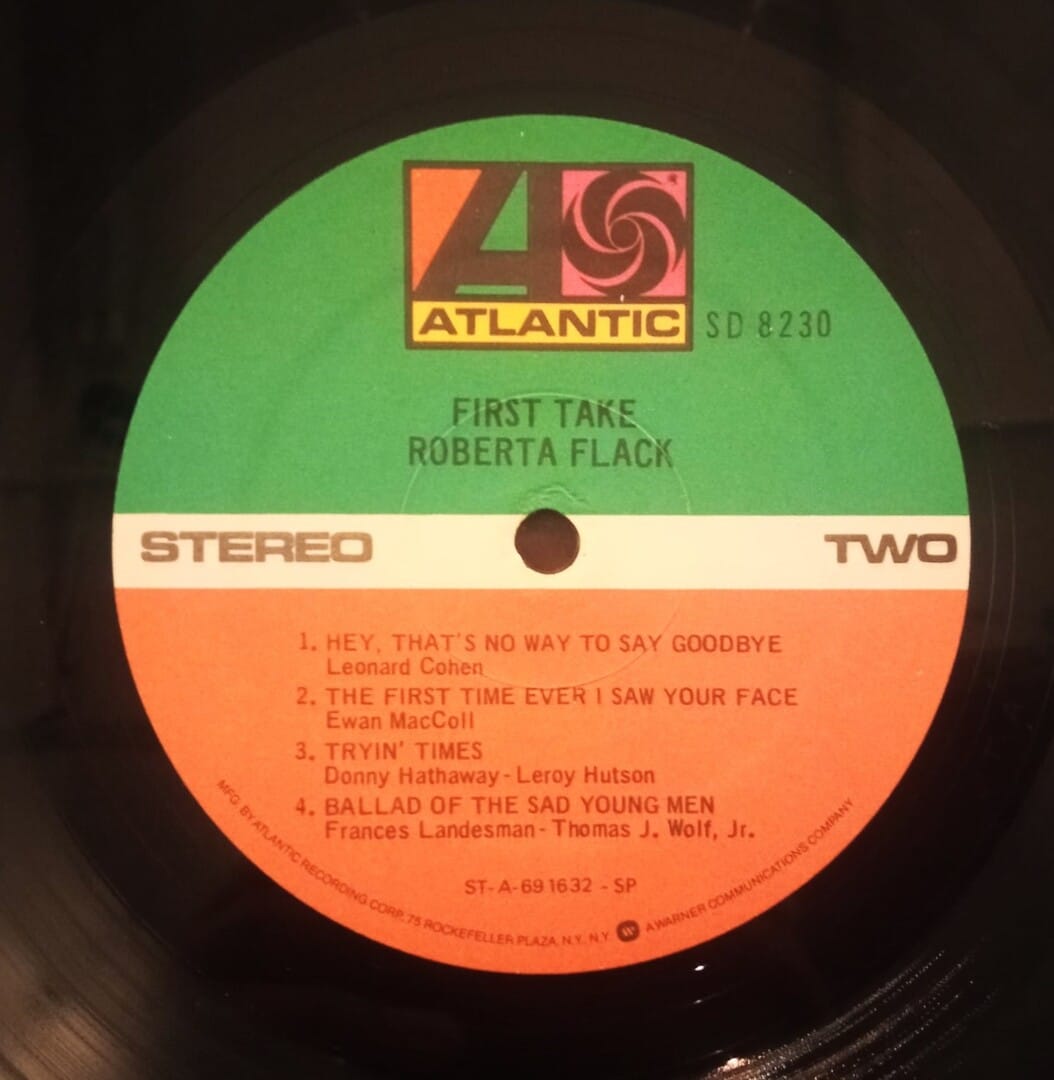 ATLANTIC
SD 8230
FIRST TAKE
ROBERTA FLACK
STEREO
TWO
1. HEY, THAT'S NO WAY TO SAY GOODBYE
Leonard Cohen
2. THE FIRST TIME EVER I SAW YOUR FACE
Ewan MacColl
3. TRYIN' TIMES
Donny Hathaway - Leroy Hutson
4. BALLAD OF THE SAD YOUNG MEN
Frances Landesman - Thomas J. Wolf, Jr.
ST-A-691632 - SP
MFG. BY ATLANTIC RECORDING CORP., 75 ROCKEFELLER PLAZA, N.Y., N.Y. A WARNER COMMUNICATIONS COMPANY